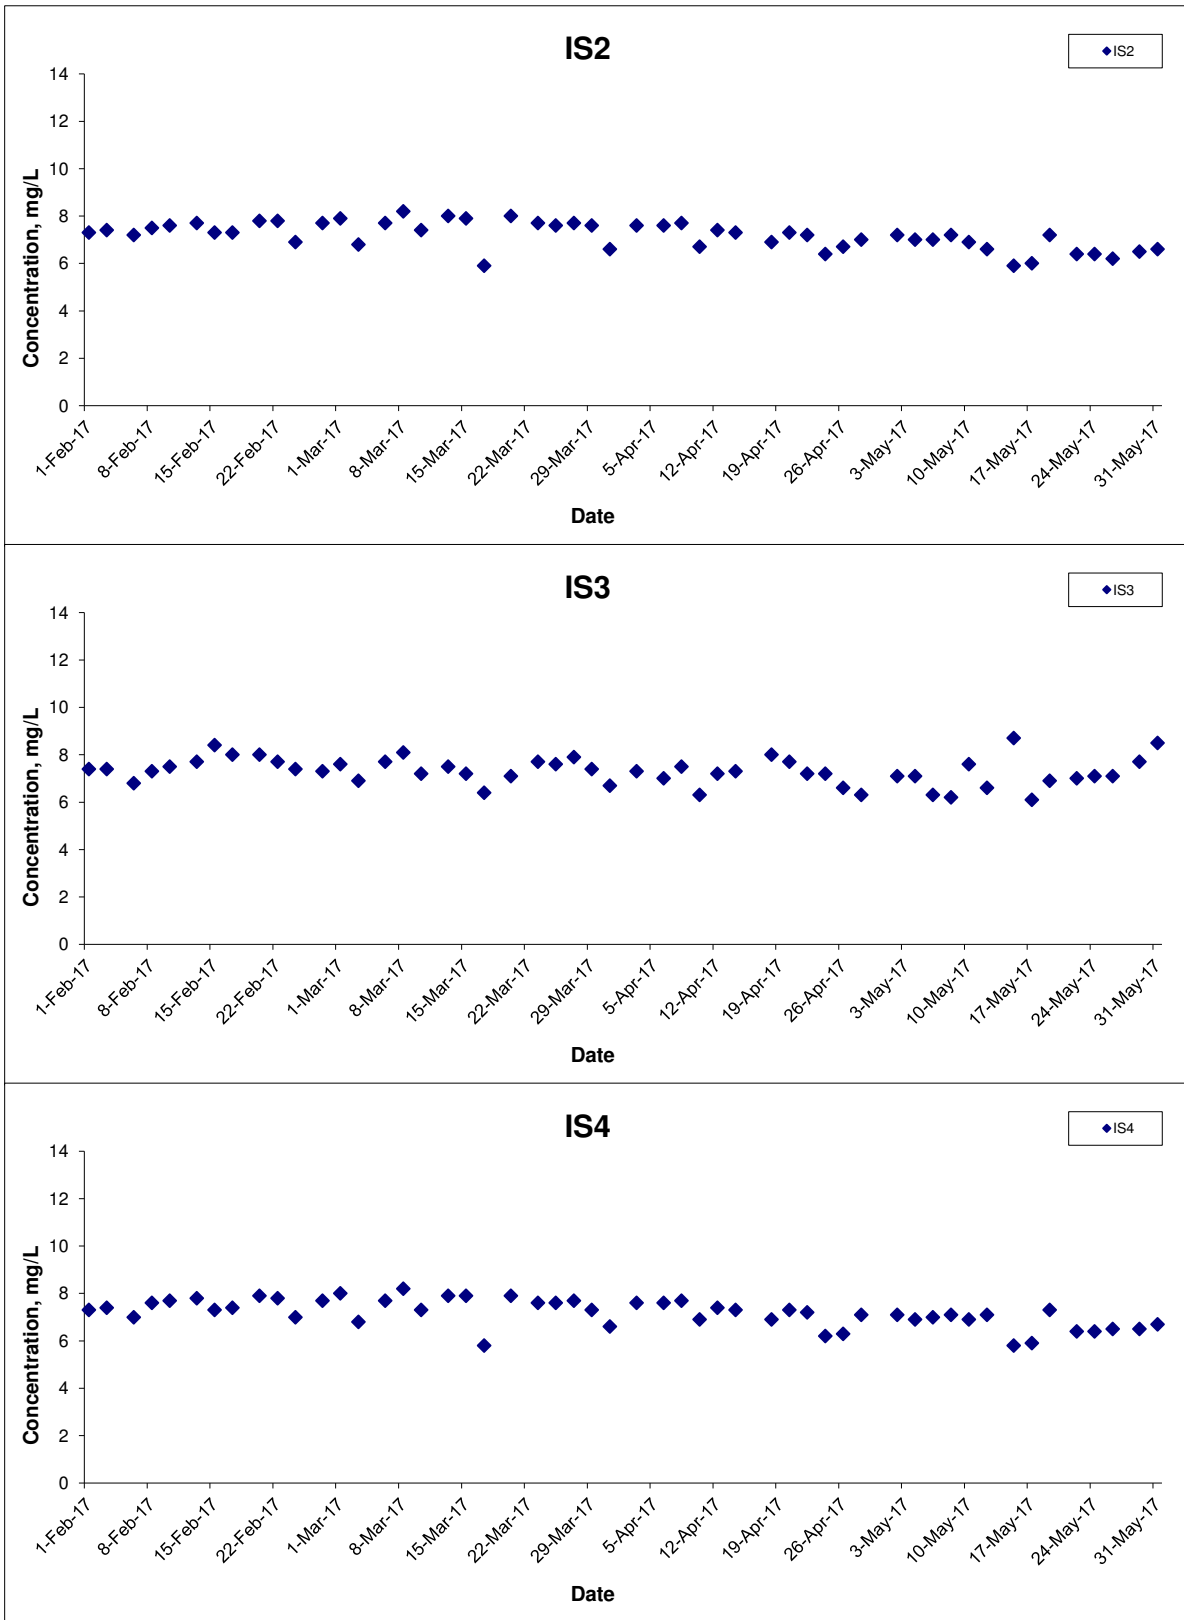 IS2
IS2
14
12
10
8
6
4
2
0
Concentration, mg/L
1-Feb-17
8-Feb-17
15-Feb-17
22-Feb-17
1-Mar-17
8-Mar-17
15-Mar-17
22-Mar-17
29-Mar-17
5-Apr-17
12-Apr-17
19-Apr-17
26-Apr-17
3-May-17
10-May-17
17-May-17
24-May-17
31-May-17
Date
IS3
IS3
14
12
10
8
6
4
2
0
Concentration, mg/L
1-Feb-17
8-Feb-17
15-Feb-17
22-Feb-17
1-Mar-17
8-Mar-17
15-Mar-17
22-Mar-17
29-Mar-17
5-Apr-17
12-Apr-17
19-Apr-17
26-Apr-17
3-May-17
10-May-17
17-May-17
24-May-17
31-May-17
Date
IS4
IS4
14
12
10
8
6
4
2
0
Concentration, mg/L
1-Feb-17
8-Feb-17
15-Feb-17
22-Feb-17
1-Mar-17
8-Mar-17
15-Mar-17
22-Mar-17
29-Mar-17
5-Apr-17
12-Apr-17
19-Apr-17
26-Apr-17
3-May-17
10-May-17
17-May-17
24-May-17
31-May-17
Date